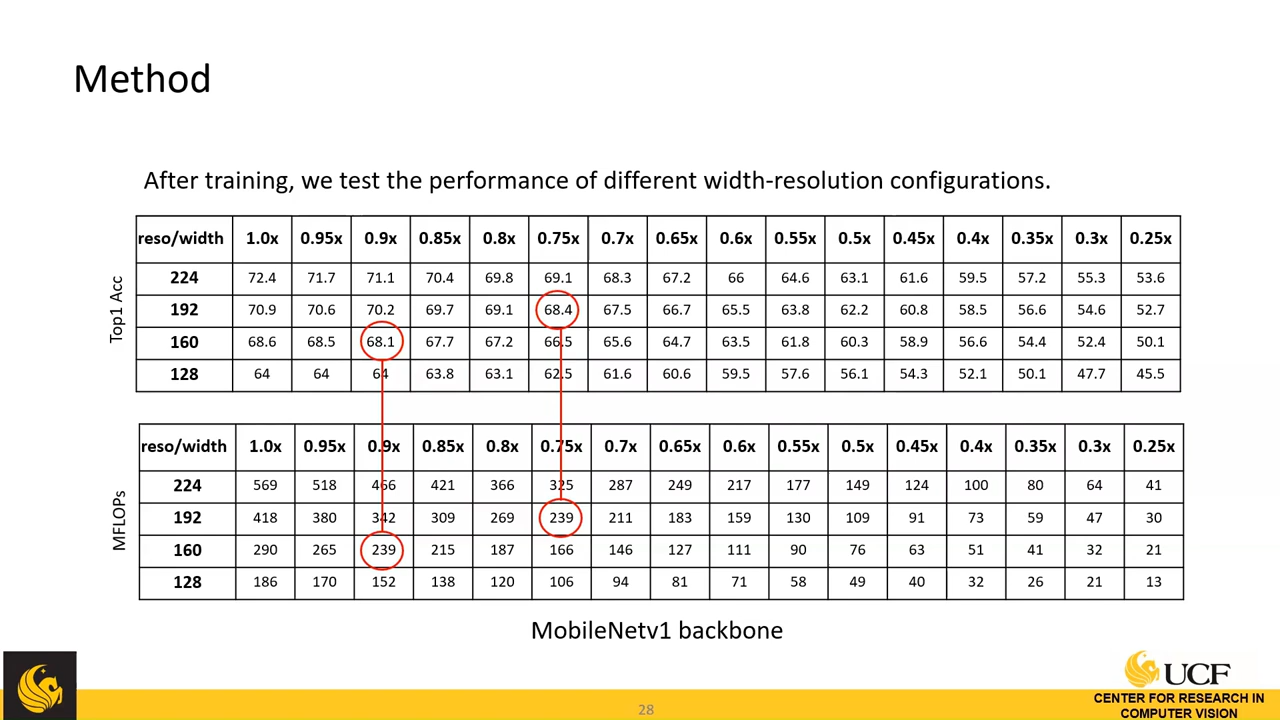 Method
After training, we test the performance of different width-resolution configurations.
Top1 Acc
reso/width 1.0x 0.95x 0.9x 0.85x 0.8x 0.75x 0.7x 0.65x 0.6x 0.55x 0.5x 0.45x 0.4x 0.35x 0.3x 0.25x
224 72.4 71.7 71.1 70.4 69.8 69.1 68.3 67.2 66 64.6 63.1 61.6 59.5 57.2 55.3 53.6
192 70.9 70.6 70.2 69.7 69.1 68.4 67.5 66.7 65.5 63.8 62.2 60.8 58.5 56.6 54.6 52.7
160 68.6 68.5 68.1 67.7 67.2 66.5 65.6 64.7 63.5 61.8 60.3 58.9 56.6 54.4 52.4 50.1
128 64 64 64 63.8 63.1 62.5 61.6 60.6 59.5 57.6 56.1 54.3 52.1 50.1 47.7 45.5
MFLOPs
reso/width 1.0x 0.95x 0.9x 0.85x 0.8x 0.75x 0.7x 0.65x 0.6x 0.55x 0.5x 0.45x 0.4x 0.35x 0.3x 0.25x
224 569 518 466 421 366 325 287 249 217 177 149 124 100 80 64 41
192 418 380 342 309 269 239 211 183 159 130 109 91 73 59 47 30
160 290 265 239 215 187 166 146 127 111 90 76 63 51 41 32 21
128 186 170 152 138 120 106 94 81 71 58 49 40 32 26 21 13
MobileNetv1 backbone
UCF
CENTER FOR RESEARCH IN
COMPUTER VISION
28